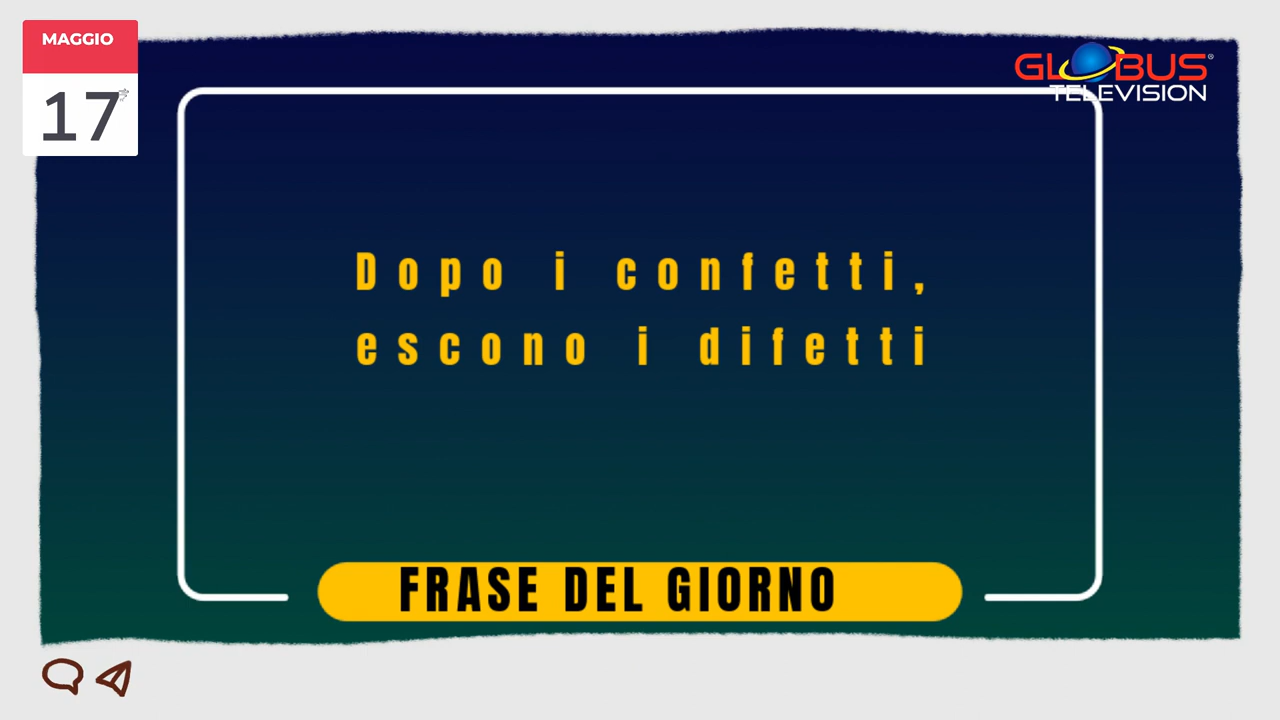 MAGGIO
17
GLOBUS®
TELEVISION
Dopo i confetti,
escono i difetti
FRASE DEL GIORNO